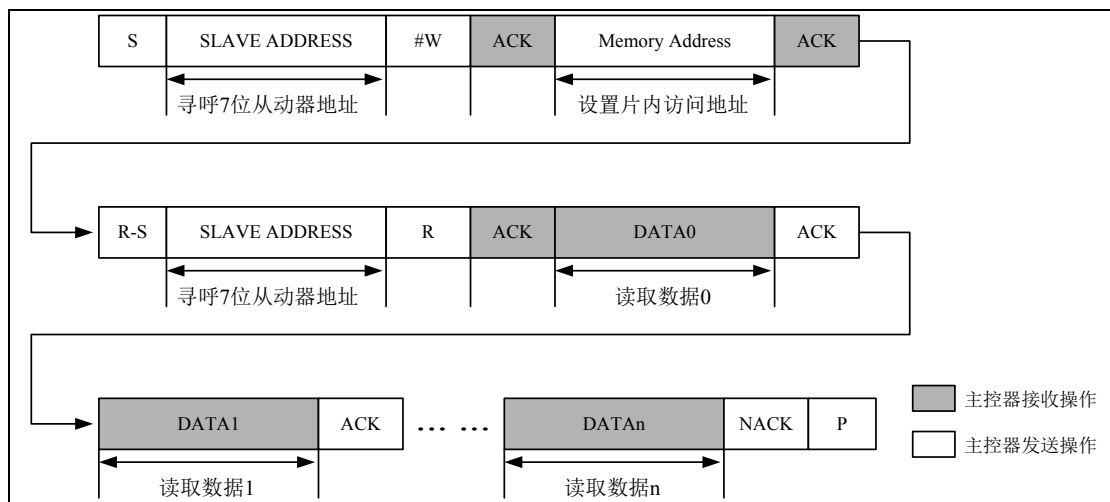 S SLAVE ADDRESS #W ACK Memory Address ACK
寻呼7位从动器地址 设置片内访问地址
R-S SLAVE ADDRESS R ACK DATA0 ACK
寻呼7位从动器地址 读取数据0
DATA1 ACK ... ... DATAn NACK P
读取数据1 读取数据n
主控器接收操作
主控器发送操作